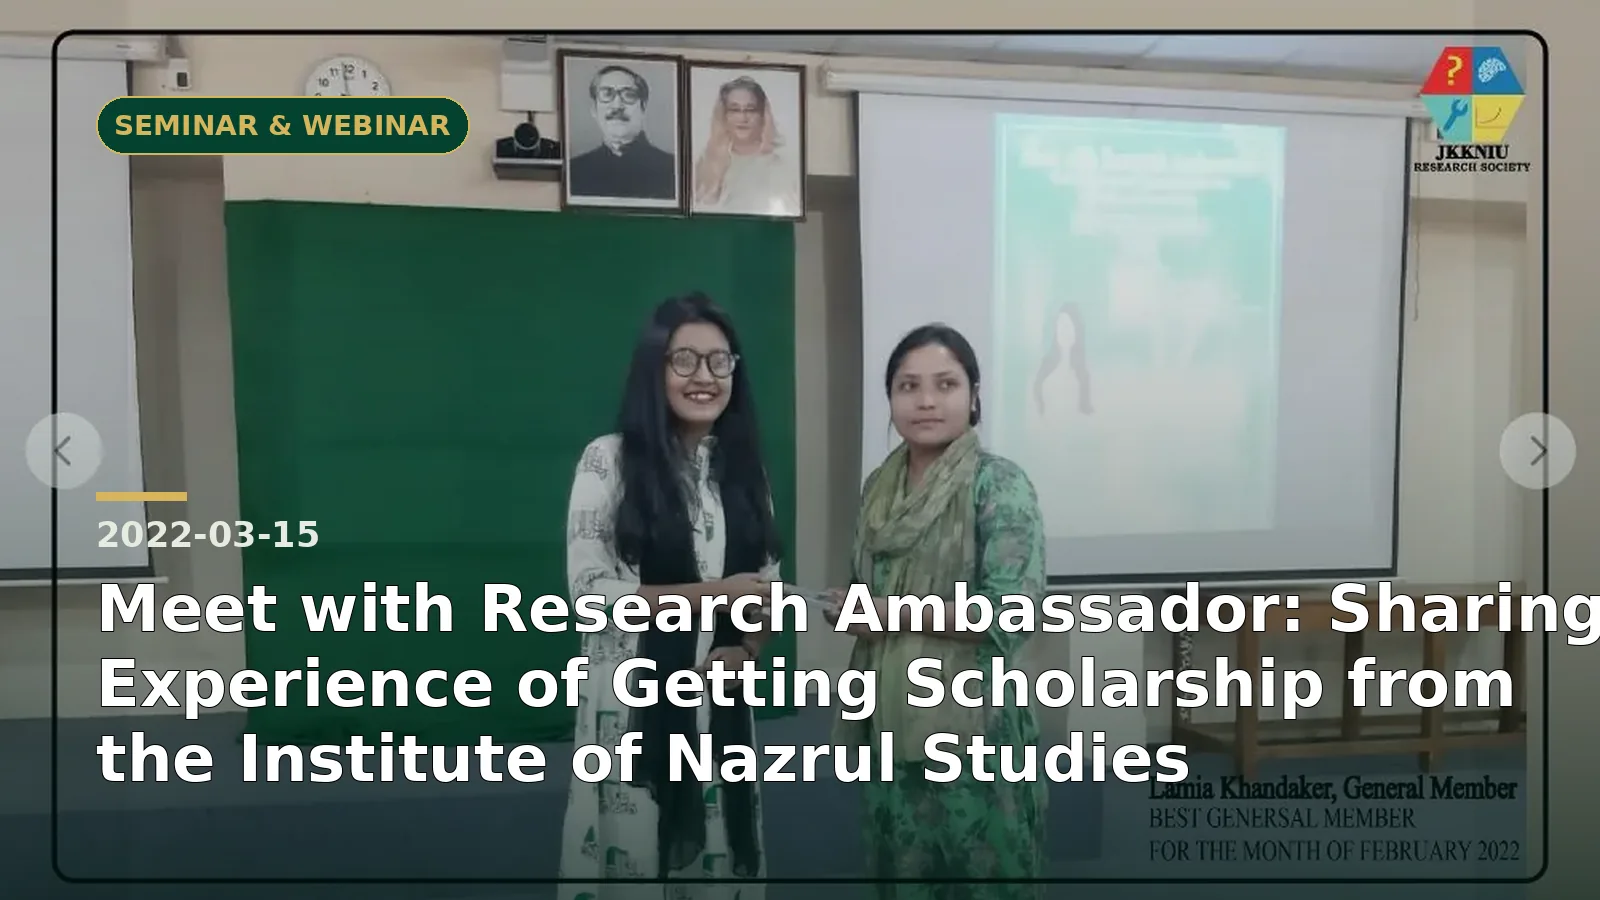 SEMINAR & WEBINAR
JKKNIU
RESEARCH SOCIETY
2022-03-15
Meet with Research Ambassador: Sharing
Experience of Getting Scholarship from
the Institute of Nazrul Studies
Lamia Khandaker, General Member
BEST GENERSAL MEMBER
FOR THE MONTH OF FEBRUARY 2022